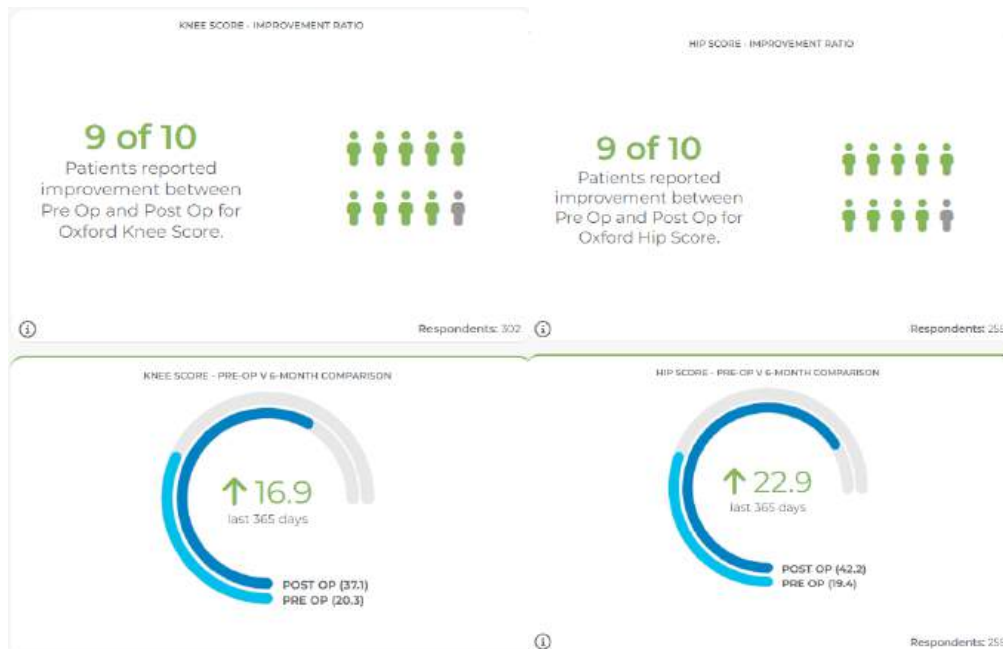 KNEE SCORE - IMPROVEMENT RATIO
9 of 10
Patients reported
improvement between
Pre Op and Post Op for
Oxford Knee Score.
Respondents: 302
HIP SCORE - IMPROVEMENT RATIO
9 of 10
Patients reported
improvement between
Pre Op and Post Op for
Oxford Hip Score.
Respondents:
KNEE SCORE - PRE-OP V 6-MONTH COMPARISON
↑ 16.9
last 365 days
POST OP (37.1)
PRE OP (20.3)
HIP SCORE - PRE-OP V 6-MONTH COMPARISON
↑ 22.9
last 365 days
POST OP (42.2)
PRE OP (19.4)
Respondents: